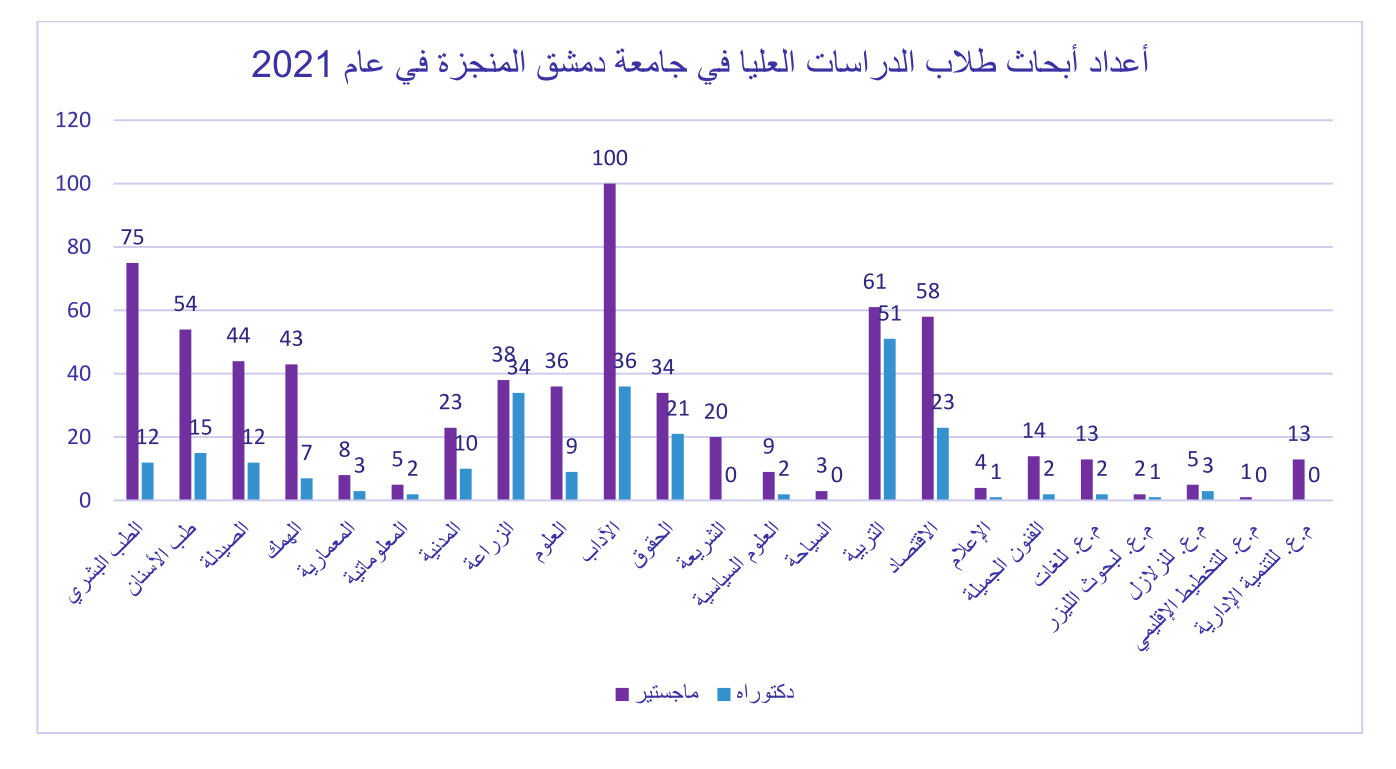 أعداد أبحاث طلاب الدراسات العليا في جامعة دمشق المنجزة في عام 2021
120
100
80
60
40
20
0
75 12
54 15
44 12
43 7
8 3
5 2
23 10
38 34
36 9
100 36
34 21
20 0
9 2
3 0
61 51
58 23
4 1
14 2
13 2
2 1
5 3
1 0
13 0
الطب البشري
طب الأسنان
الصيدلة
الهمك
المعمارية
المعلوماتية
المدنية
الزراعة
العلوم
الآداب
الحقوق
الشريعة
العلوم السياسية
السياحة
التربية
الاقتصاد
الإعلام
الفنون الجميلة
م.ع. للغات
م.ع. لبحوث الليزر
م.ع. للزلازل
م.ع. للتخطيط الإقليمي
م.ع. للتنمية الإدارية
ماجستير دكتوراه